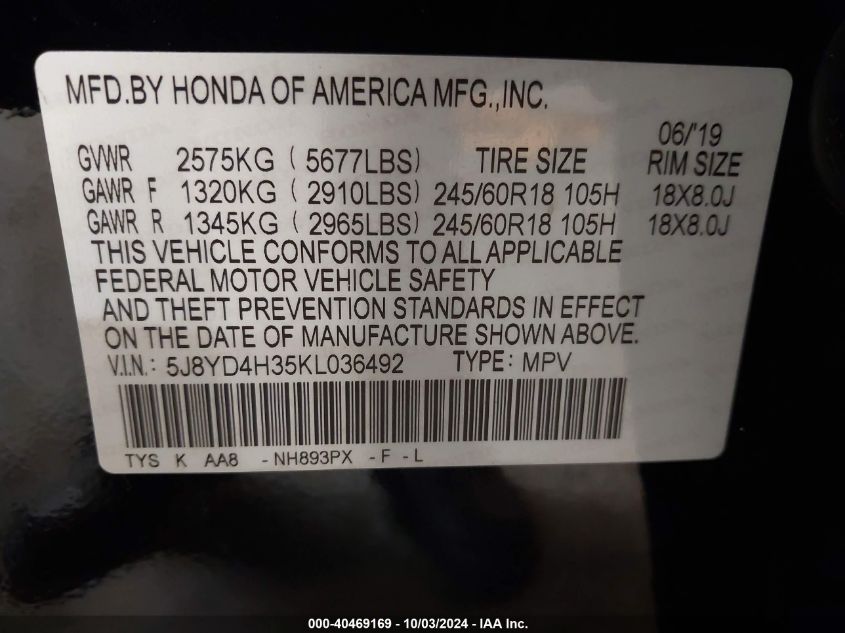 MFD.BY HONDA OF AMERICA MFG.,INC.
06/'19
GVWR 2575KG ( 5677LBS) TIRE SIZE RIM SIZE
GAWR F 1320KG ( 2910LBS) 245/60R18 105H 18X8.0J
GAWR R 1345KG ( 2965LBS) 245/60R18 105H 18X8.0J
THIS VEHICLE CONFORMS TO ALL APPLICABLE
FEDERAL MOTOR VEHICLE SAFETY
AND THEFT PREVENTION STANDARDS IN EFFECT
ON THE DATE OF MANUFACTURE SHOWN ABOVE.
V.I.N.: 5J8YD4H35KL036492 TYPE: MPV
TYS K AA8 -NH893PX -F -L
000-40469169 - 10/03/2024 - IAA Inc.